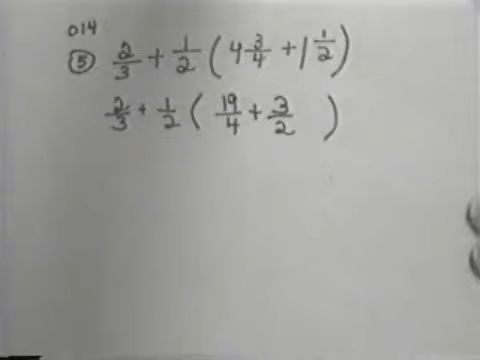 014
⑤ 2/3 + 1/2 ( 4 3/4 + 1 1/2 )
2/3 + 1/2 ( 19/4 + 3/2 )